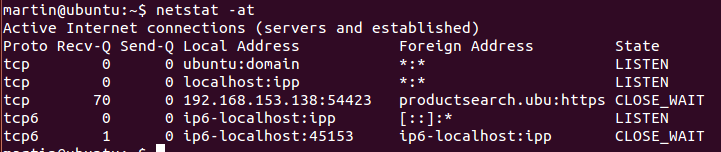 martin@ubuntu:~$ netstat -at
Active Internet connections (servers and established)
Proto Recv-Q Send-Q Local Address           Foreign Address         State
tcp        0      0 ubuntu:domain           *:*                     LISTEN
tcp        0      0 localhost:ipp           *:*                     LISTEN
tcp       70      0 192.168.153.138:54423   productsearch.ubu:https CLOSE_WAIT
tcp6       0      0 ip6-localhost:ipp       [::]:*                  LISTEN
tcp6       1      0 ip6-localhost:45153     ip6-localhost:ipp       CLOSE_WAIT
martin@ubuntu:~$